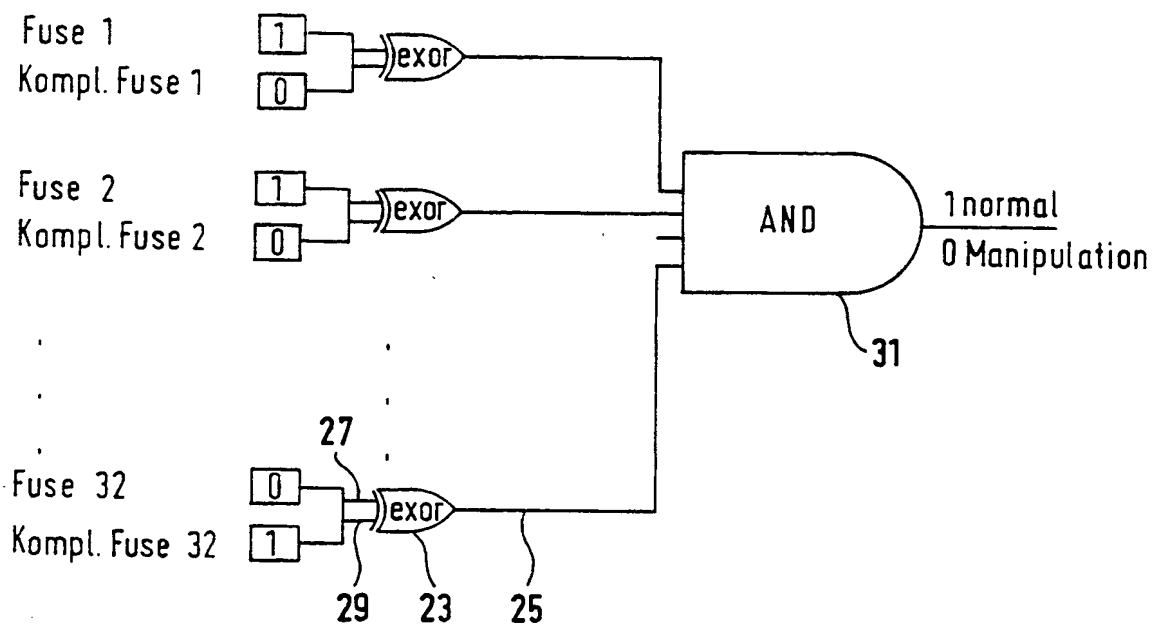 Fuse 1 1
Kompl. Fuse 1 0
exor
Fuse 2 1
Kompl. Fuse 2 0
exor
AND
1 normal
0 Manipulation
31
27
Fuse 32 0
Kompl. Fuse 32 1
exor
29 23 25